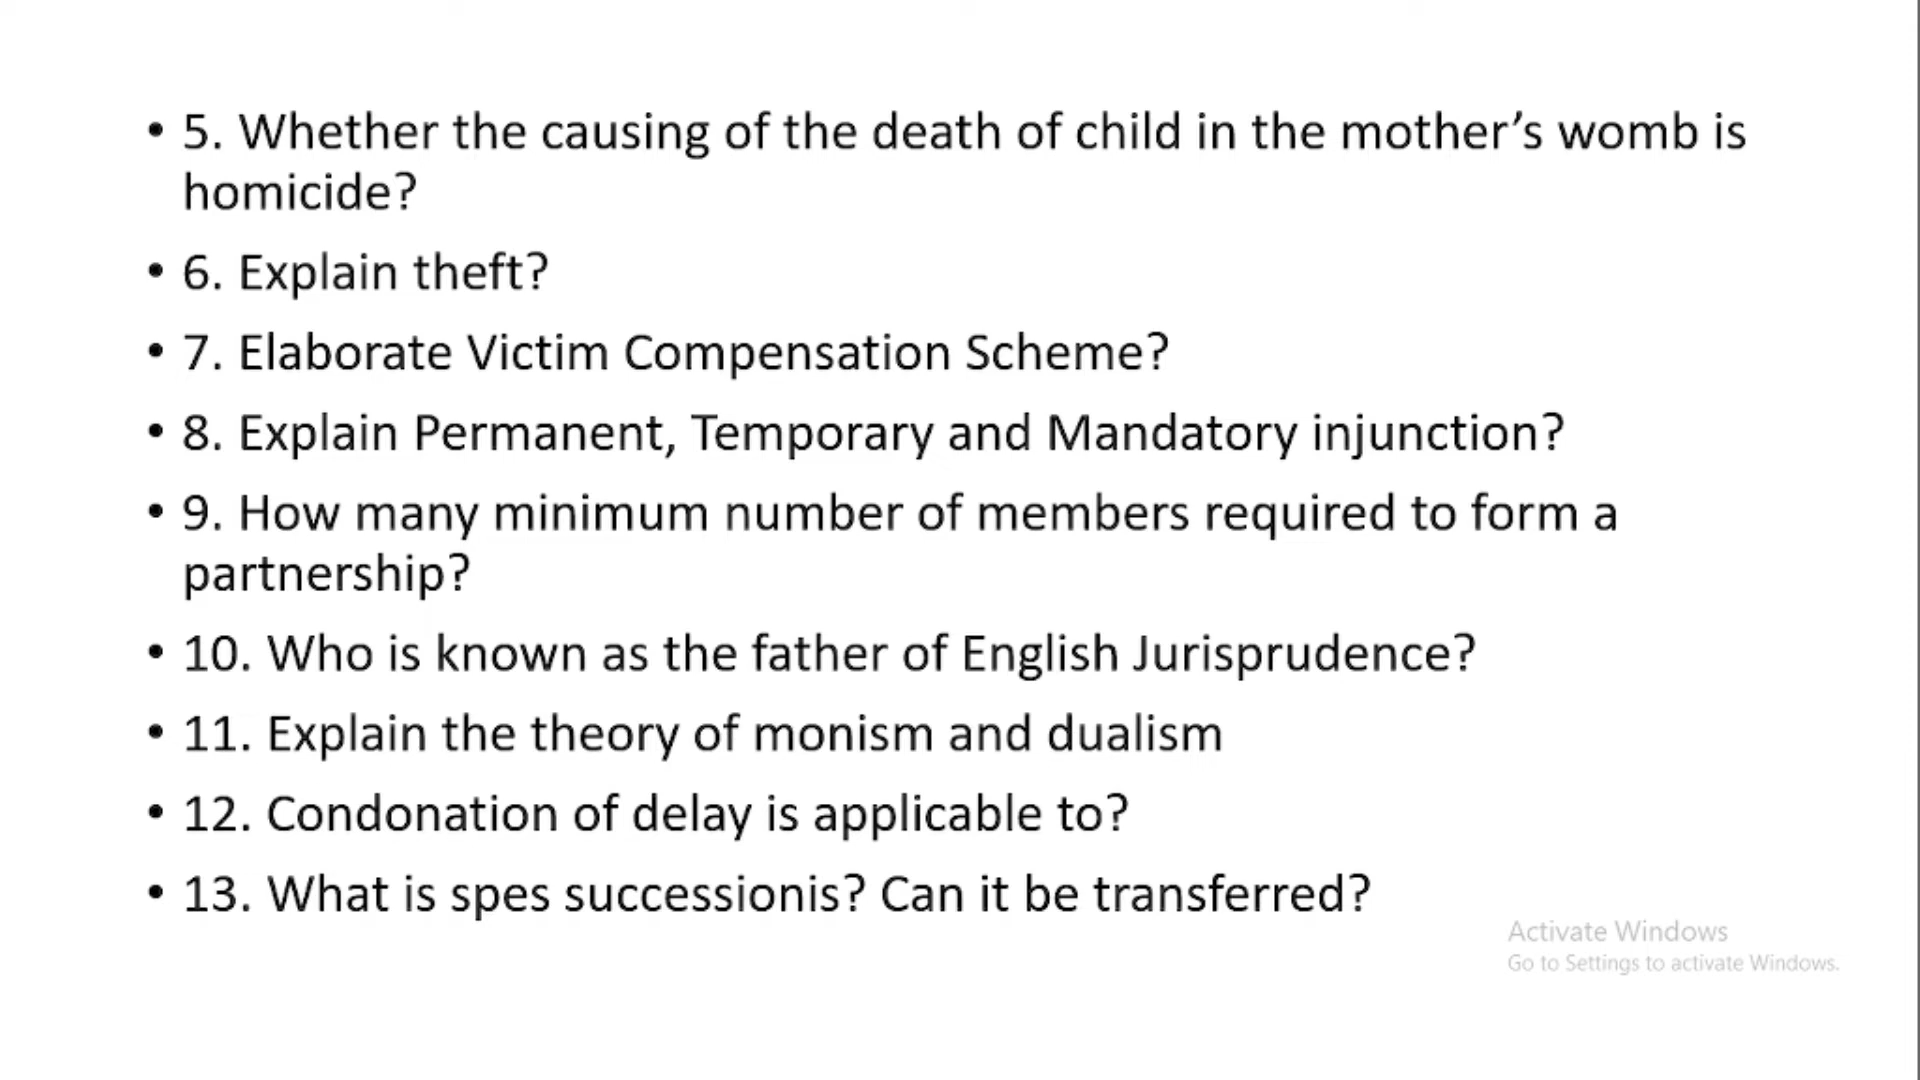 • 5. Whether the causing of the death of child in the mother’s womb is
homicide?
• 6. Explain theft?
• 7. Elaborate Victim Compensation Scheme?
• 8. Explain Permanent, Temporary and Mandatory injunction?
• 9. How many minimum number of members required to form a
partnership?
• 10. Who is known as the father of English Jurisprudence?
• 11. Explain the theory of monism and dualism
• 12. Condonation of delay is applicable to?
• 13. What is spes successionis? Can it be transferred?
Activate Windows
Go to Settings to activate Windows.